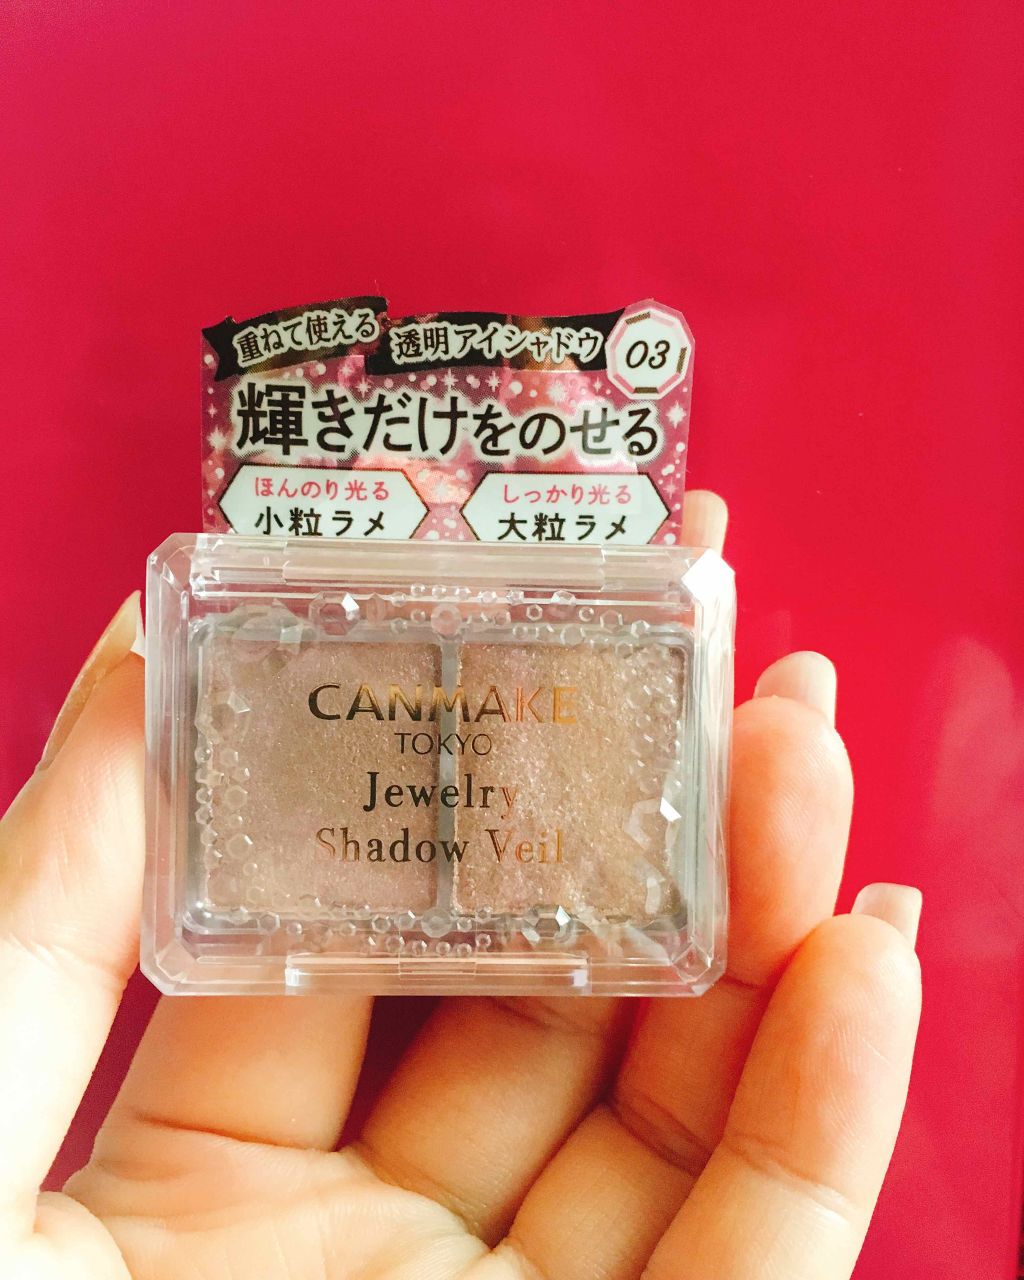 重ねて使える
透明アイシャドウ
03
輝きだけをのせる
ほんのり光る
小粒ラメ
しっかり光る
大粒ラメ
CANMAKE
TOKYO
Jewelry
Shadow Veil